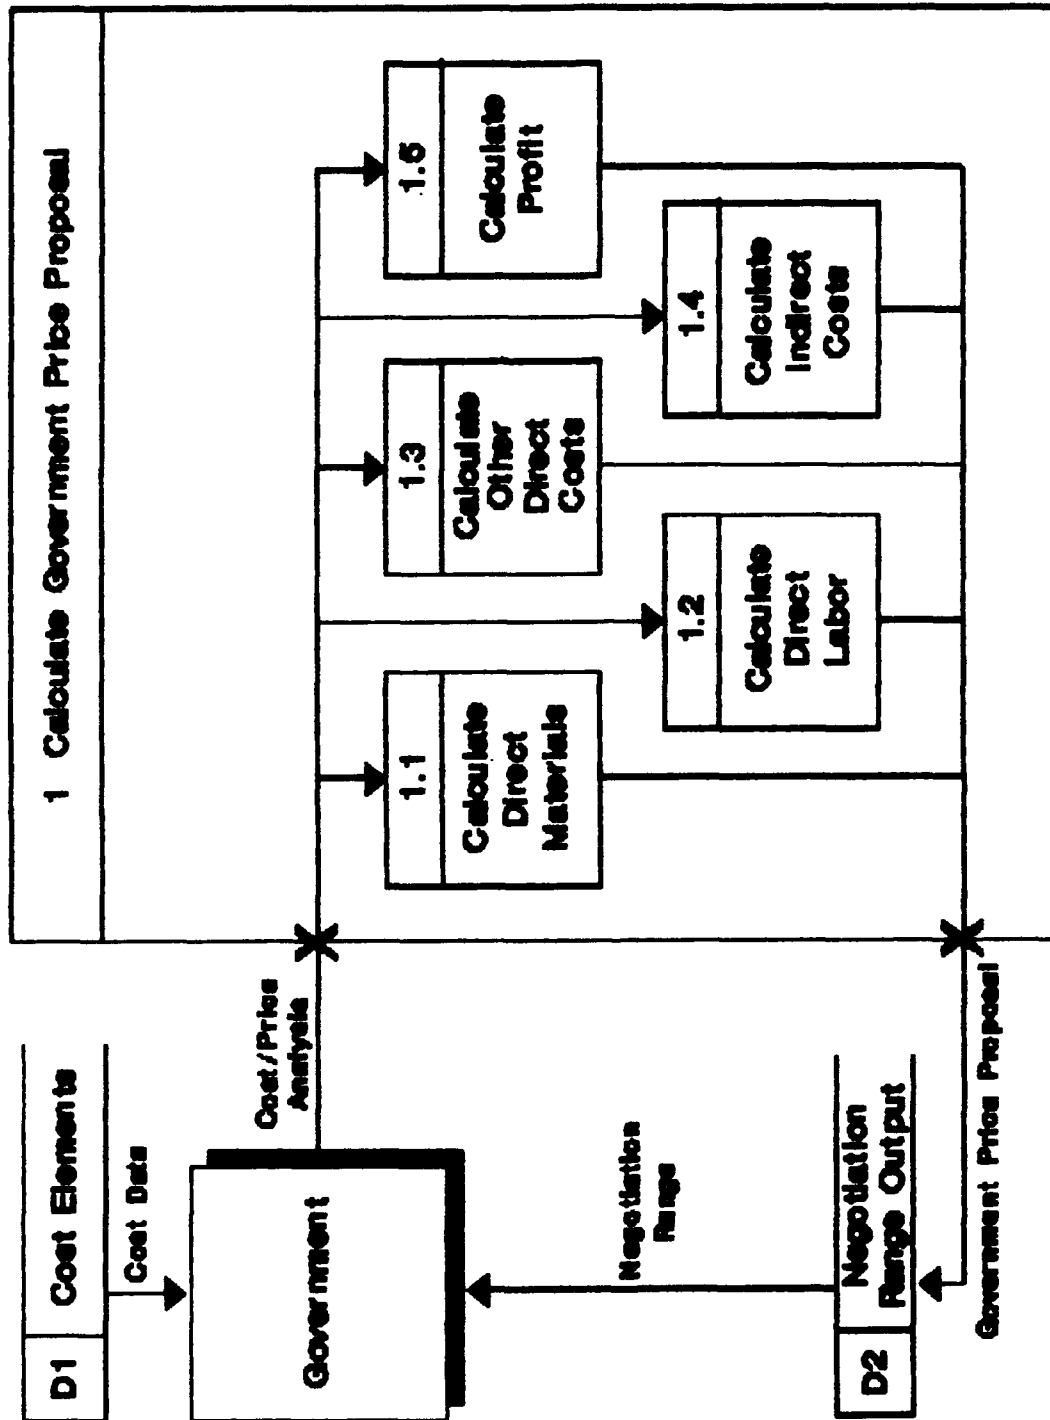 D1 Cost Elements
Cost Data
Government
Cost/Price
Analysis
Negotiation
Range
D2
Negotiation
Range Output
Government Price Proposal
1 Calculate Government Price Proposal
1.1
Calculate
Direct
Materials
1.2
Calculate
Direct
Labor
1.3
Calculate
Other
Direct
Costs
1.4
Calculate
Indirect
Costs
1.5
Calculate
Profit